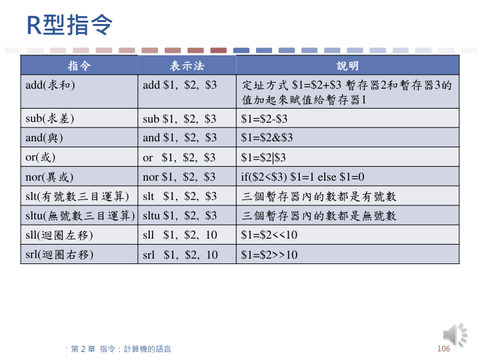 R型指令
指令 表示法 說明
add(求和) add $1, $2, $3 定址方式 $1=$2+$3 暫存器2和暫存器3的
值加起來賦值給暫存器1
sub(求差) sub $1, $2, $3 $1=$2-$3
and(與) and $1, $2, $3 $1=$2&$3
or(或) or $1, $2, $3 $1=$2|$3
nor(異或) nor $1, $2, $3 if($2<$3) $1=1 else $1=0
slt(有號數三目運算) slt $1, $2, $3 三個暫存器內的數都是有號數
sltu(無號數三目運算) sltu $1, $2, $3 三個暫存器內的數都是無號數
sll(迴圈左移) sll $1, $2, 10 $1=$2<<10
srl(迴圈右移) srl $1, $2, 10 $1=$2>>10
第 2 章 指令：計算機的語言 106